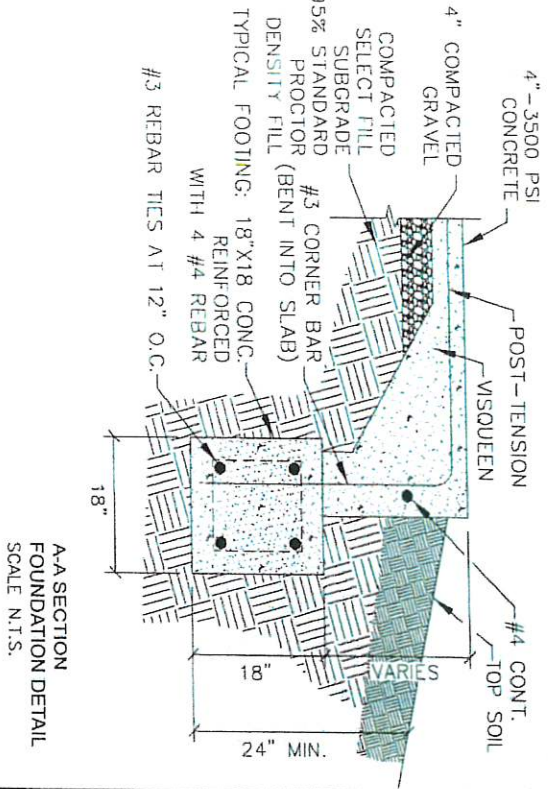 4"-3500 PSI
CONCRETE
POST-TENSION
VISQUEEN
4" COMPACTED
GRAVEL
COMPACTED
SELECT FILL
SUBGRADE
95% STANDARD
PROCTOR
DENSITY FILL
#3 CORNER BAR
(BENT INTO SLAB)
TYPICAL FOOTING: 18"X18 CONC.
REINFORCED
WITH 4 #4 REBAR
#3 REBAR TIES AT 12" O.C.
#4 CONT.
TOP SOIL
VARIES
18"
24" MIN.
18"
A-A SECTION
FOUNDATION DETAIL
SCALE N.T.S.